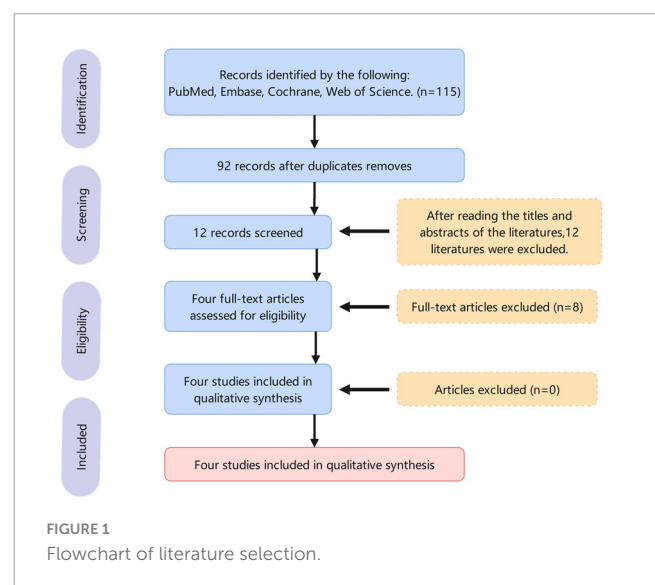 Identification
Records identified by the following:
PubMed, Embase, Cochrane, Web of Science. (n=115)
92 records after duplicates removes
Screening
12 records screened
After reading the titles and
abstracts of the literatures,12
literatures were excluded.
Eligibility
Four full-text articles
assessed for eligibility
Full-text articles excluded (n=8)
Four studies included in
qualitative synthesis
Articles excluded (n=0)
Included
Four studies included in qualitative synthesis
FIGURE 1
Flowchart of literature selection.